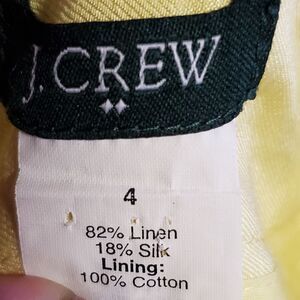 J.CREW
4
82% Linen
18% Silk
Lining:
100% Cotton